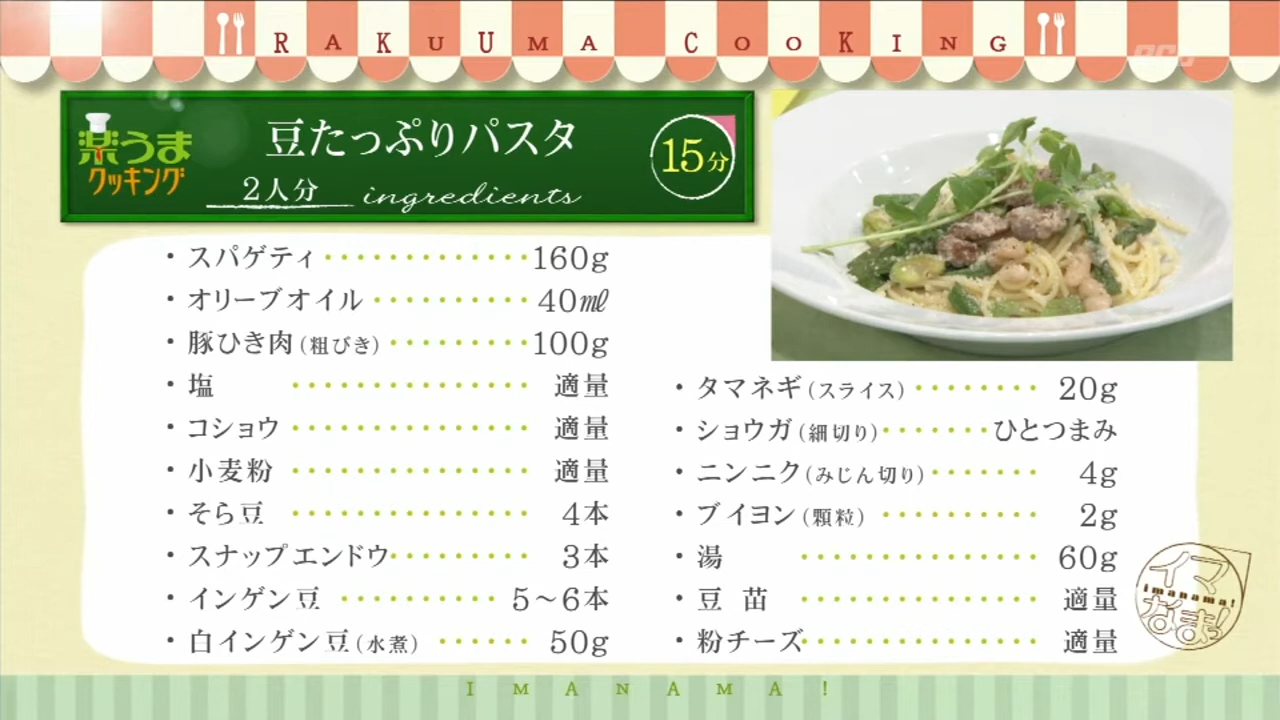 RAKUUMA COOKING
楽うま
クッキング
豆たっぷりパスタ
2人分 ingredients
15分
・スパゲティ 160g
・オリーブオイル 40㎖
・豚ひき肉(粗びき) 100g
・塩 適量
・コショウ 適量
・小麦粉 適量
・そら豆 4本
・スナップエンドウ 3本
・インゲン豆 5〜6本
・白インゲン豆(水煮) 50g
・タマネギ(スライス) 20g
・ショウガ(細切り) ひとつまみ
・ニンニク(みじん切り) 4g
・ブイヨン(顆粒) 2g
・湯 60g
・豆 苗 適量
・粉チーズ 適量
イマ
imanama!
なまっ!
IMANAMA!